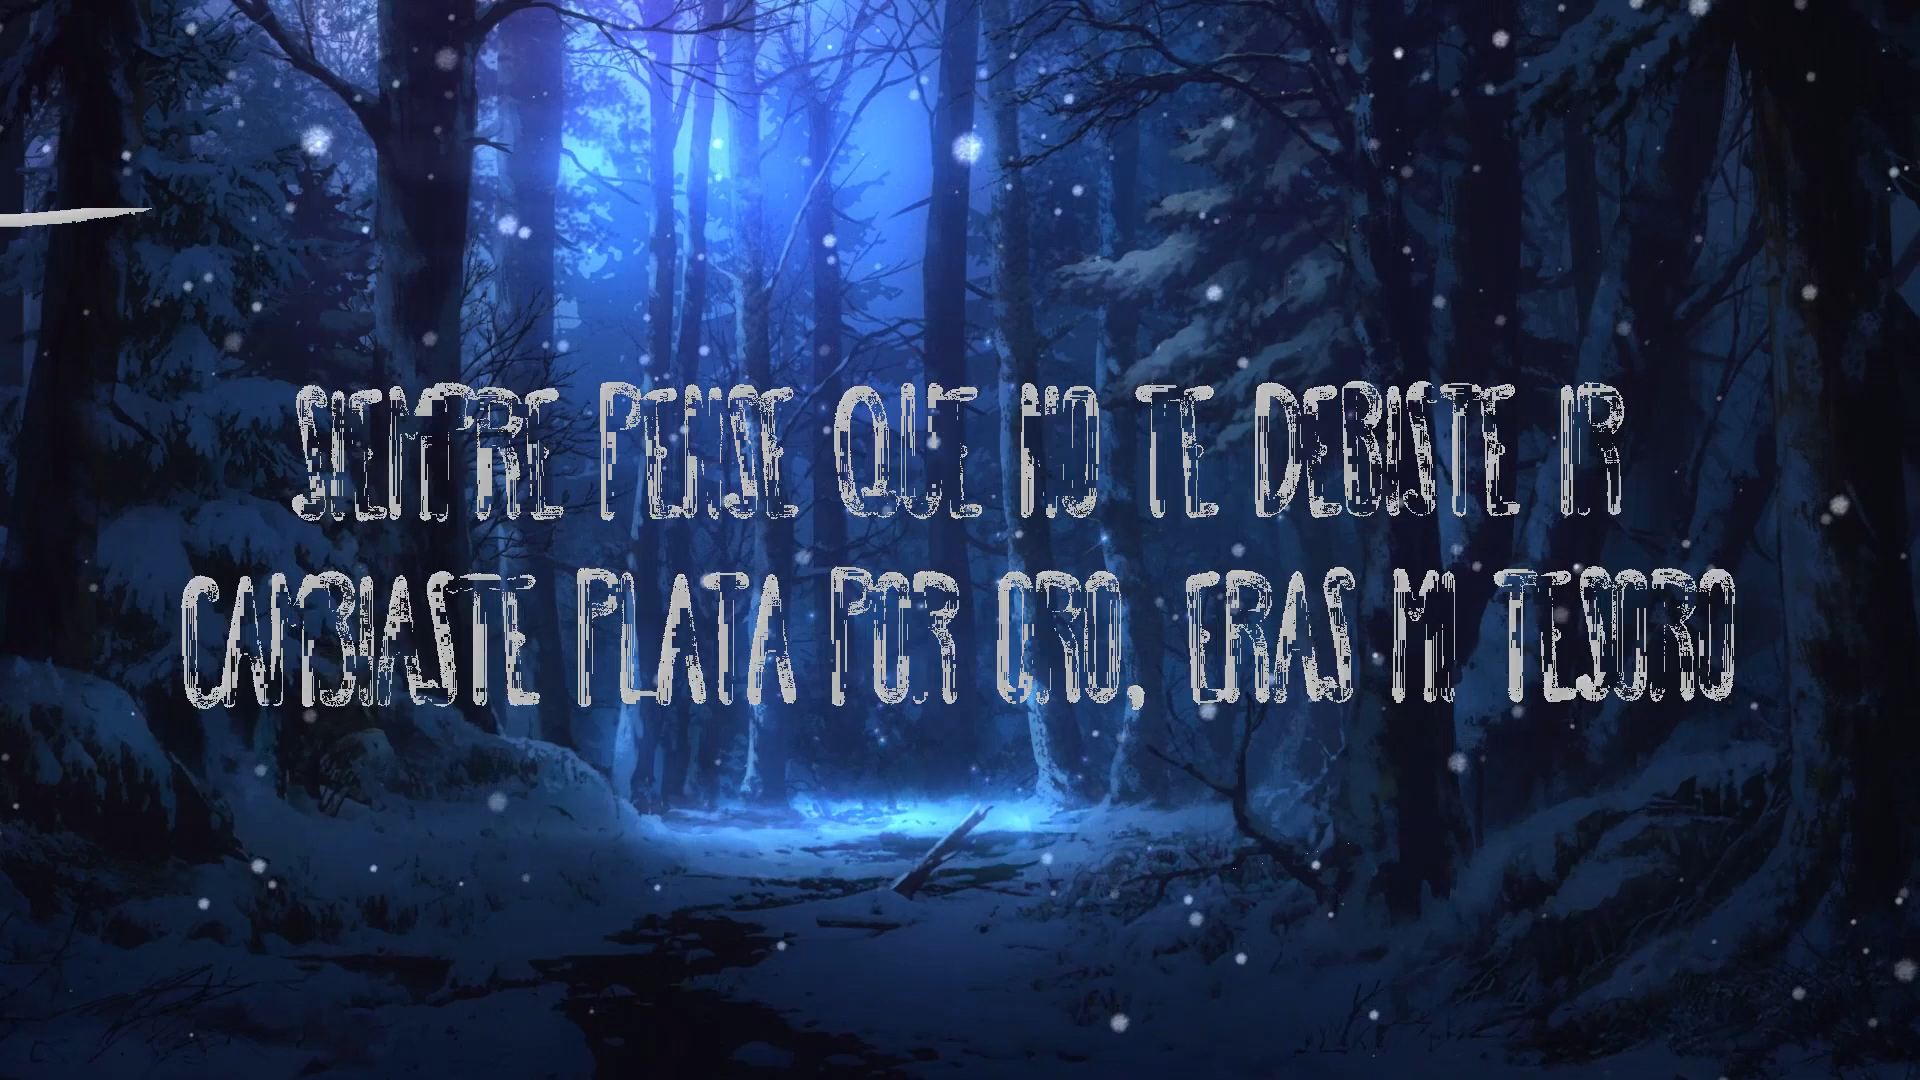 SIEMPRE PENSE QUE NO TE DEBISTE IR
CAMBIASTE PLATA POR ORO, ERAS MI TESORO